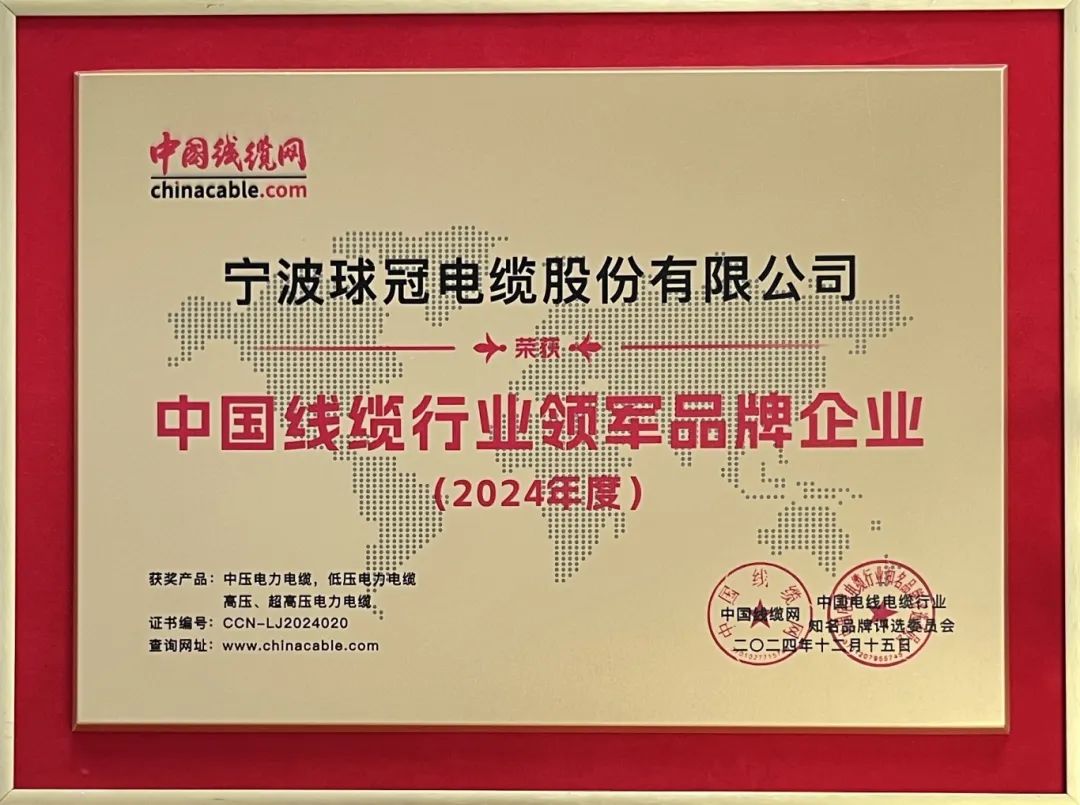 中国线缆网
chinacable.com
宁波球冠电缆股份有限公司
荣获
中国线缆行业领军品牌企业
(2024年度)
获奖产品：中压电力电缆，低压电力电缆
高压、超高压电力电缆
证书编号：CCN-LJ2024020
查询网址：www.chinacable.com
中国线缆网
中国线缆网
中国电线电缆行业
知名品牌评选委员会
二〇二四年十二月十五日